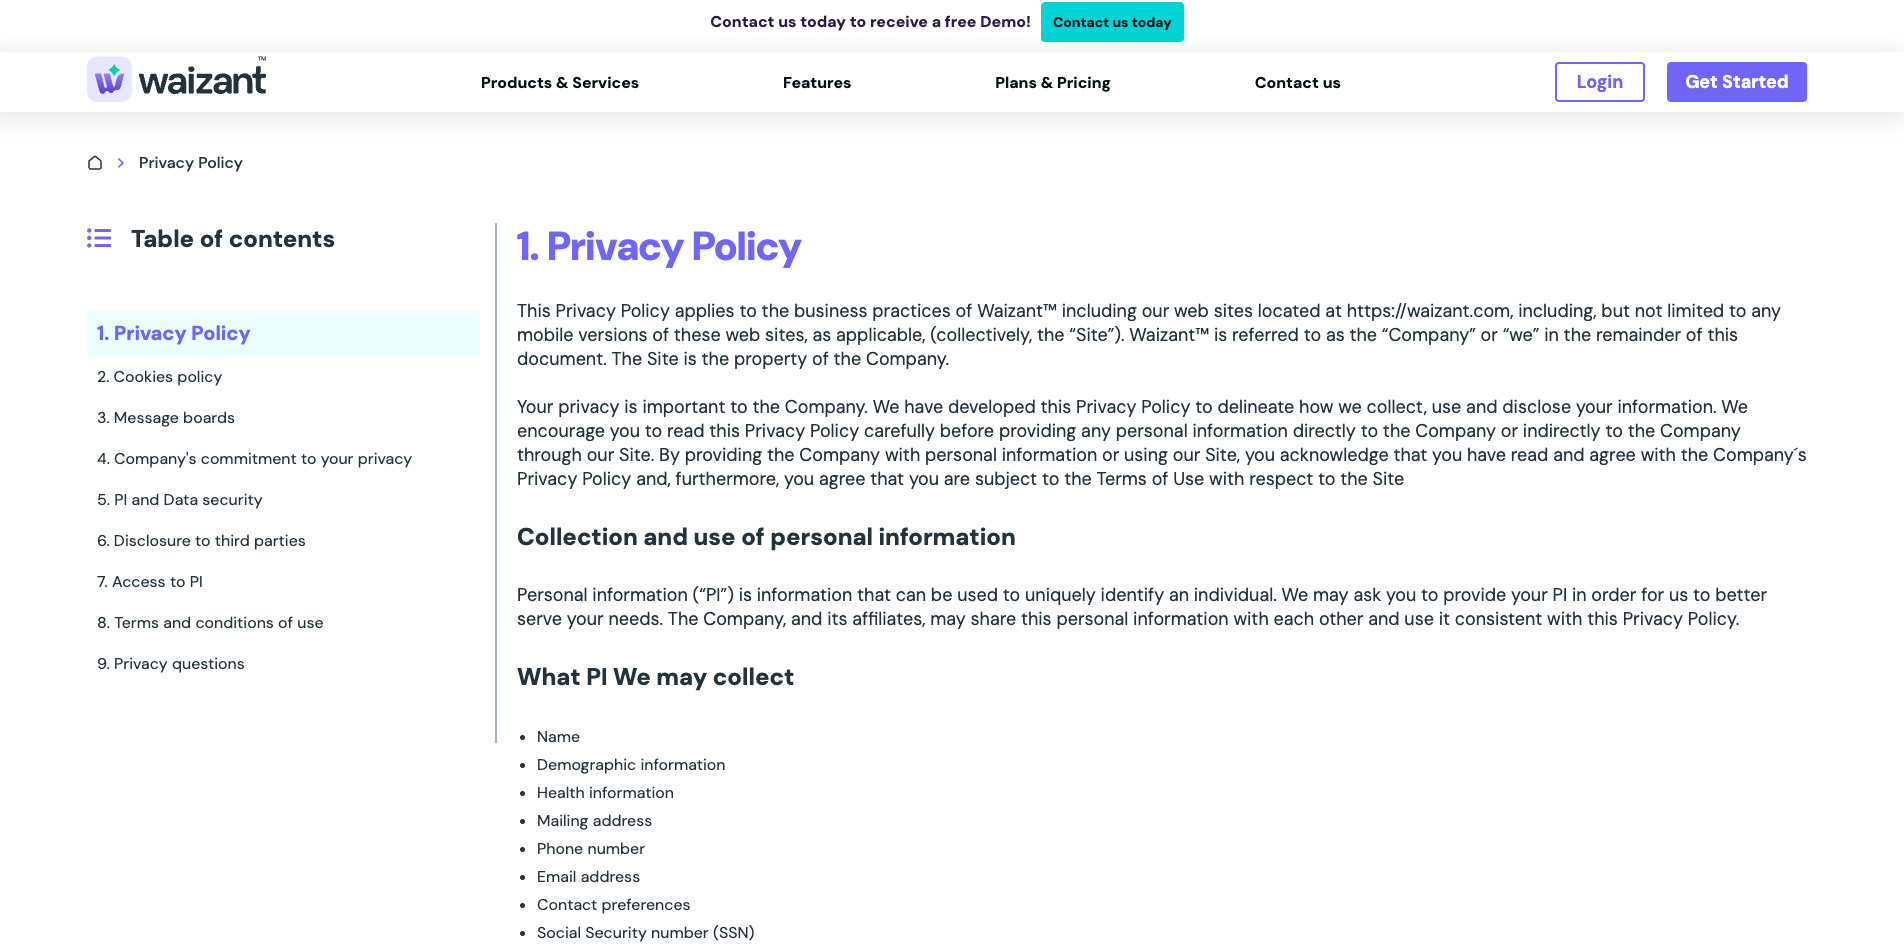 Contact us today to receive a free Demo!
Contact us today
waizant™
Products & Services
Features
Plans & Pricing
Contact us
Login
Get Started
Privacy Policy
Table of contents
1. Privacy Policy
2. Cookies policy
3. Message boards
4. Company's commitment to your privacy
5. PI and Data security
6. Disclosure to third parties
7. Access to PI
8. Terms and conditions of use
9. Privacy questions
1. Privacy Policy
This Privacy Policy applies to the business practices of Waizant™ including our web sites located at https://waizant.com, including, but not limited to any
mobile versions of these web sites, as applicable, (collectively, the “Site”). Waizant™ is referred to as the “Company” or “we” in the remainder of this
document. The Site is the property of the Company.
Your privacy is important to the Company. We have developed this Privacy Policy to delineate how we collect, use and disclose your information. We
encourage you to read this Privacy Policy carefully before providing any personal information directly to the Company or indirectly to the Company
through our Site. By providing the Company with personal information or using our Site, you acknowledge that you have read and agree with the Company´s
Privacy Policy and, furthermore, you agree that you are subject to the Terms of Use with respect to the Site
Collection and use of personal information
Personal information (“PI”) is information that can be used to uniquely identify an individual. We may ask you to provide your PI in order for us to better
serve your needs. The Company, and its affiliates, may share this personal information with each other and use it consistent with this Privacy Policy.
What PI We may collect
• Name
• Demographic information
• Health information
• Mailing address
• Phone number
• Email address
• Contact preferences
• Social Security number (SSN)